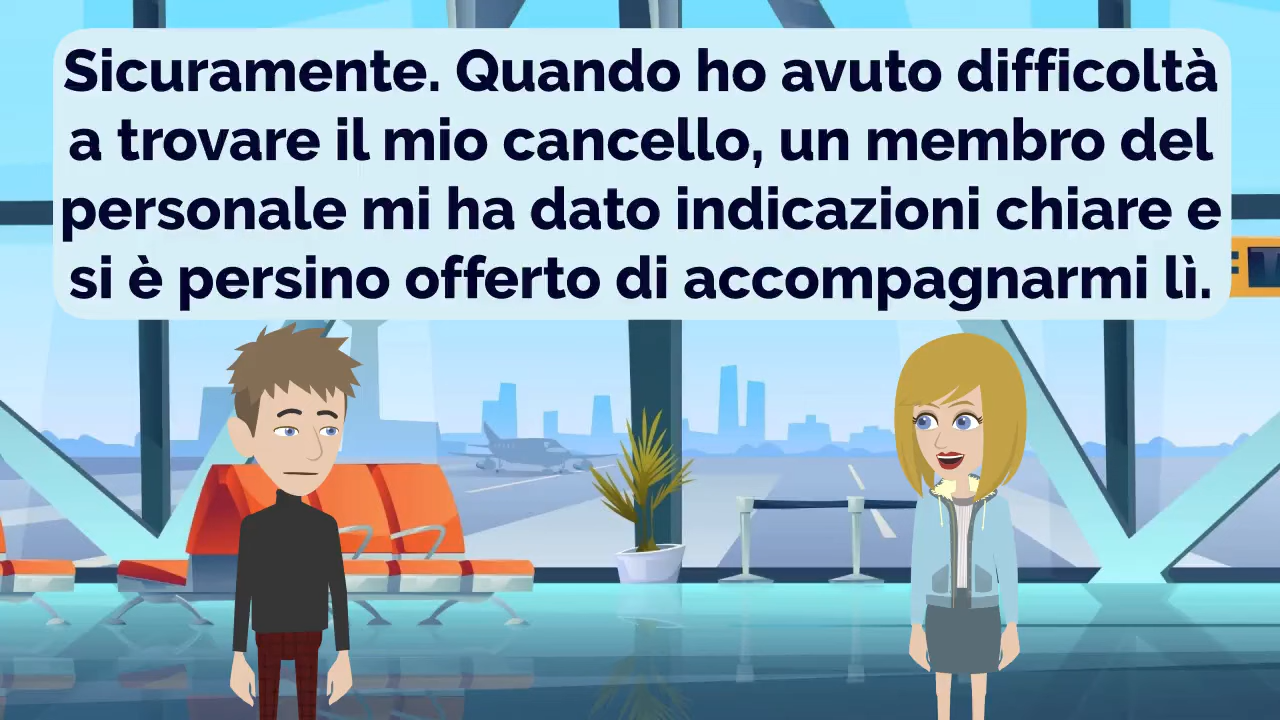 Sicuramente. Quando ho avuto difficoltà
a trovare il mio cancello, un membro del
personale mi ha dato indicazioni chiare e
si è persino offerto di accompagnarmi lì.